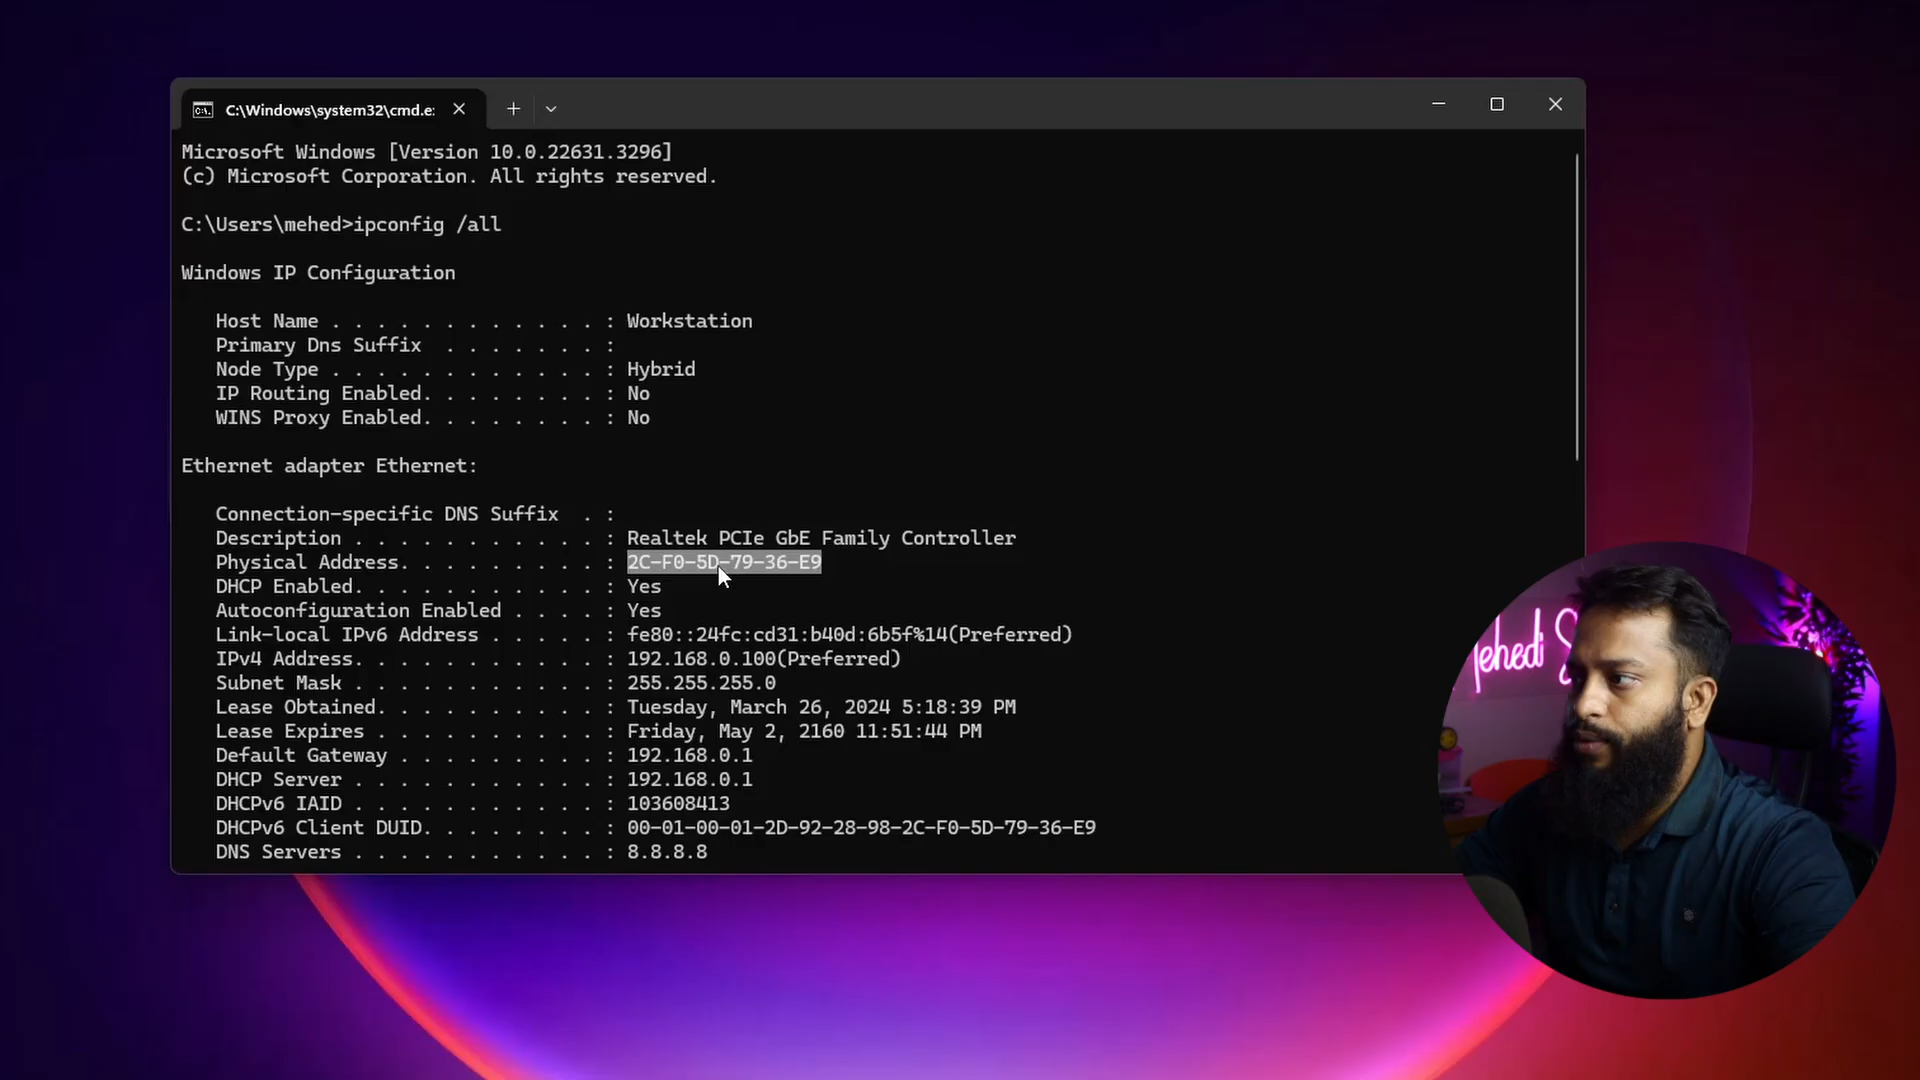 C:\Windows\system32\cmd.e:
Microsoft Windows [Version 10.0.22631.3296]
(c) Microsoft Corporation. All rights reserved.
C:\Users\mehed>ipconfig /all
Windows IP Configuration
Host Name . . . . . . . . . . . . : Workstation
Primary Dns Suffix  . . . . . . . :
Node Type . . . . . . . . . . . . : Hybrid
IP Routing Enabled. . . . . . . . : No
WINS Proxy Enabled. . . . . . . . : No
Ethernet adapter Ethernet:
Connection-specific DNS Suffix  . :
Description . . . . . . . . . . . : Realtek PCIe GbE Family Controller
Physical Address. . . . . . . . . : 2C-F0-5D-79-36-E9
DHCP Enabled. . . . . . . . . . . : Yes
Autoconfiguration Enabled . . . . : Yes
Link-local IPv6 Address . . . . . : fe80::24fc:cd31:b40d:6b5f%14(Preferred)
IPv4 Address. . . . . . . . . . . : 192.168.0.100(Preferred)
Subnet Mask . . . . . . . . . . . : 255.255.255.0
Lease Obtained. . . . . . . . . . : Tuesday, March 26, 2024 5:18:39 PM
Lease Expires . . . . . . . . . . : Friday, May 2, 2160 11:51:44 PM
Default Gateway . . . . . . . . . : 192.168.0.1
DHCP Server . . . . . . . . . . . : 192.168.0.1
DHCPv6 IAID . . . . . . . . . . . : 103608413
DHCPv6 Client DUID. . . . . . . . : 00-01-00-01-2D-92-28-98-2C-F0-5D-79-36-E9
DNS Servers . . . . . . . . . . . : 8.8.8.8